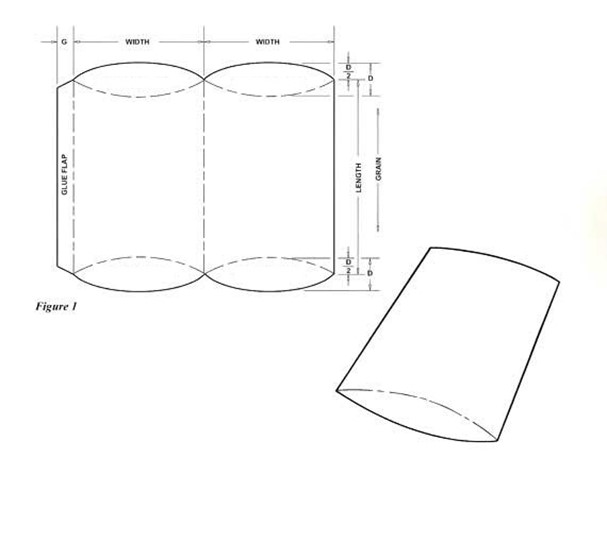 G WIDTH WIDTH
D/2 D
GLUE FLAP
LENGTH
GRAIN
D/2 D
Figure 1